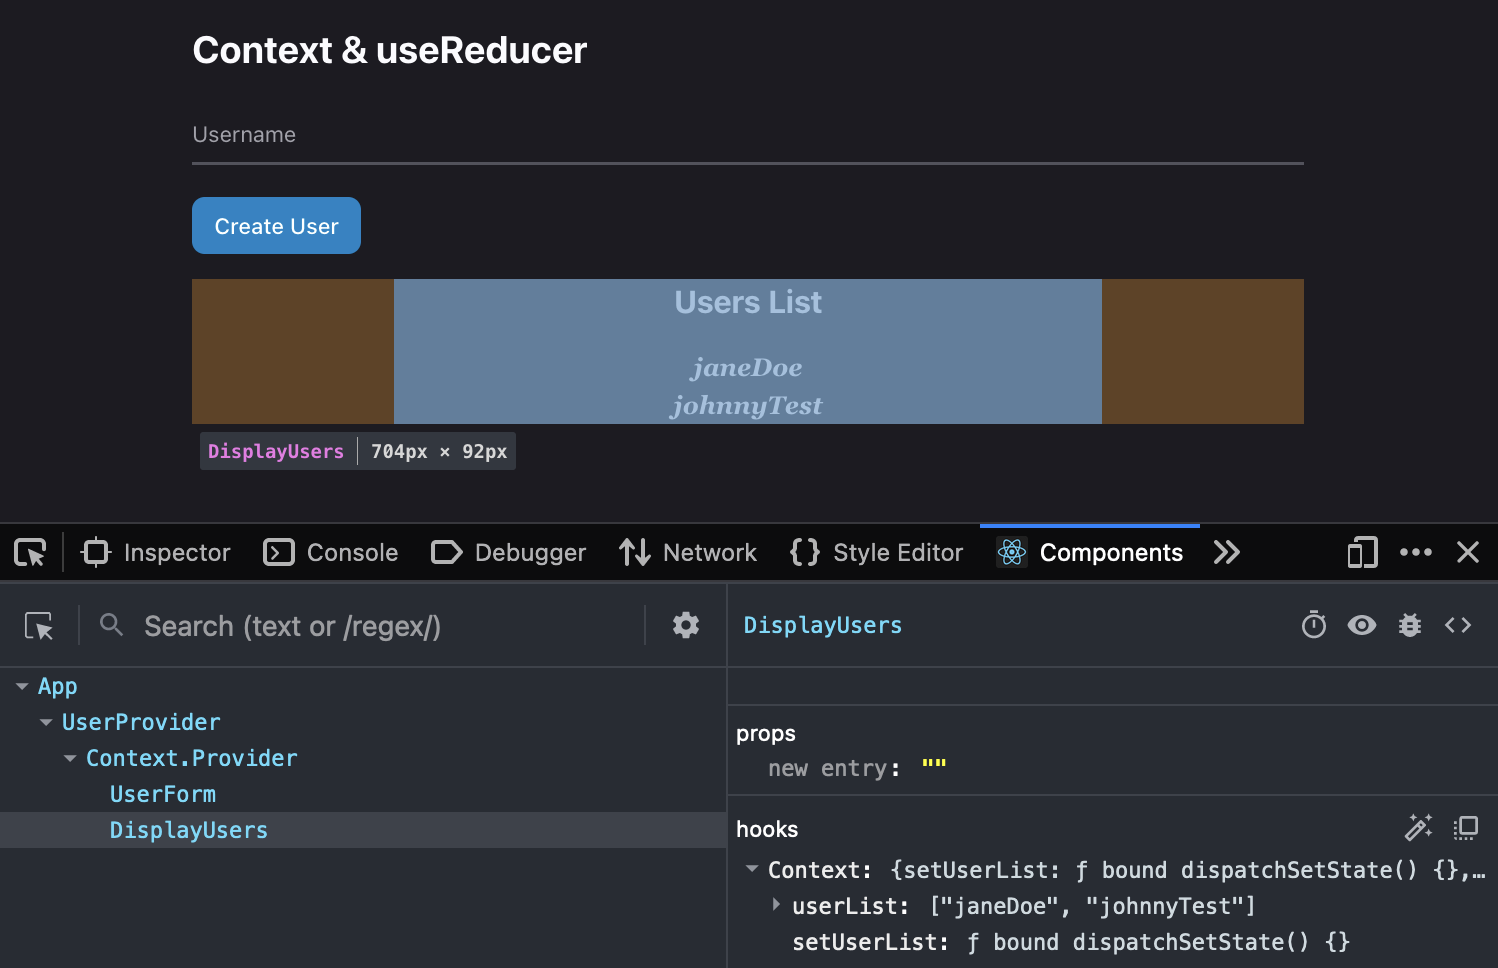 Context & useReducer
Username
Create User
Users List
janeDoe
johnnyTest
DisplayUsers 704px × 92px
Inspector Console Debugger Network Style Editor Components
Search (text or /regex/)
DisplayUsers
App
UserProvider
Context.Provider
UserForm
DisplayUsers
props
new entry: ""
hooks
Context: {setUserList: ƒ bound dispatchSetState() {},…
userList: ["janeDoe", "johnnyTest"]
setUserList: ƒ bound dispatchSetState() {}